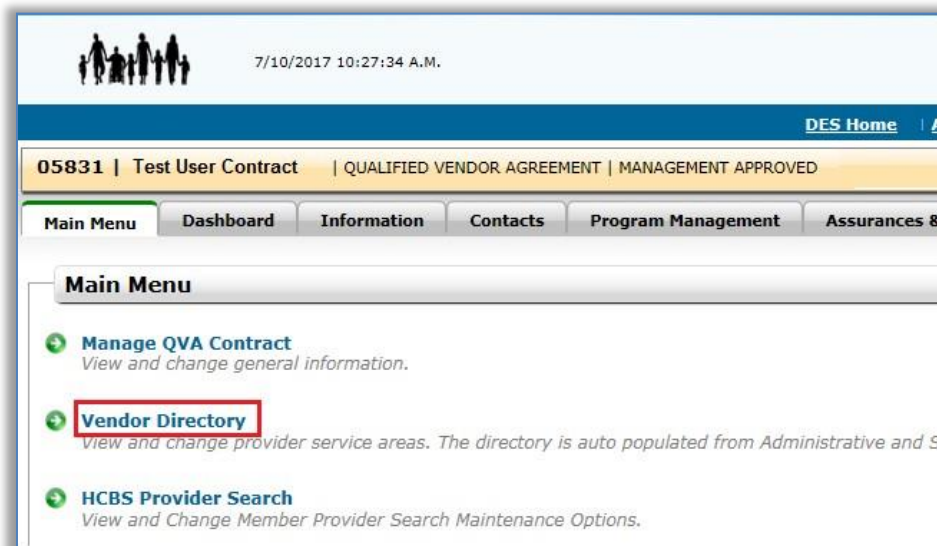 7/10/2017 10:27:34 A.M.
DES Home |
05831 | Test User Contract | QUALIFIED VENDOR AGREEMENT | MANAGEMENT APPROVED
Main Menu Dashboard Information Contacts Program Management Assurances &
Main Menu
Manage QVA Contract
View and change general information.
Vendor Directory
View and change provider service areas. The directory is auto populated from Administrative and S
HCBS Provider Search
View and Change Member Provider Search Maintenance Options.